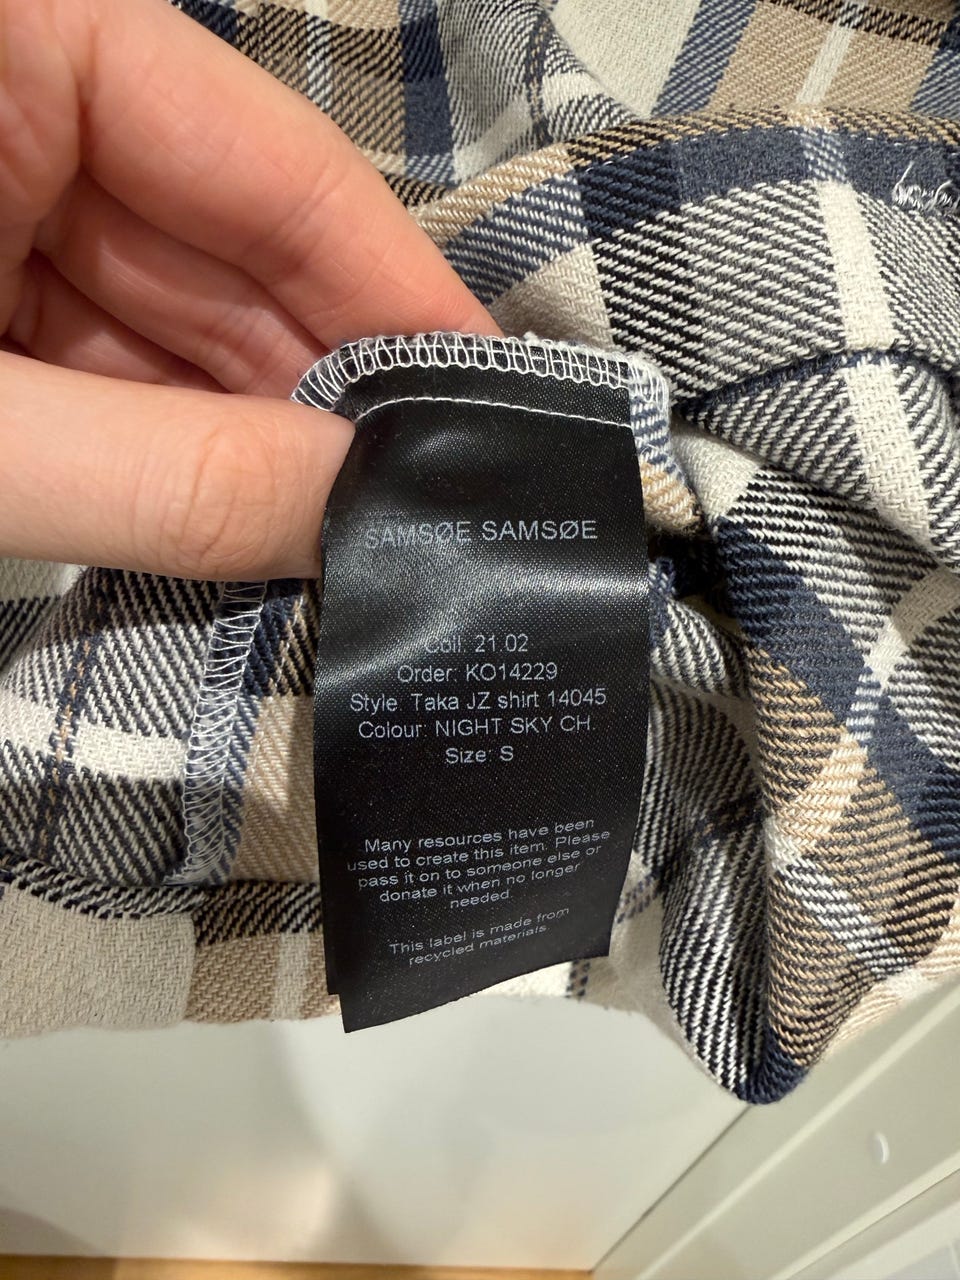 SAMSØE SAMSØE
Coll: 21.02
Order: KO14229
Style: Taka JZ shirt 14045
Colour: NIGHT SKY CH.
Size: S
Many resources have been
used to create this item. Please
pass it on to someone else or
donate it when no longer
needed.
This label is made from
recycled materials.